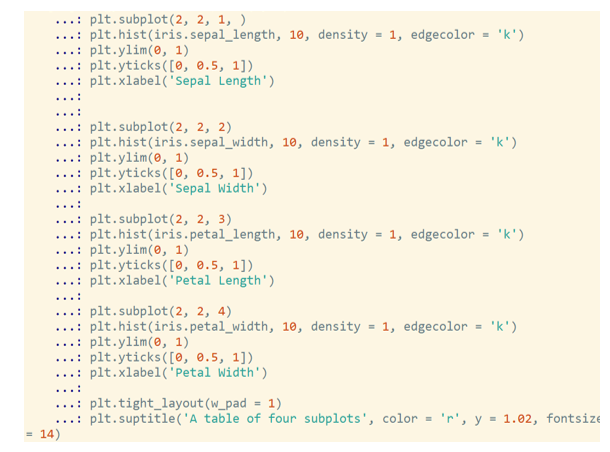 ...: plt.subplot(2, 2, 1, )
...: plt.hist(iris.sepal_length, 10, density = 1, edgecolor = 'k')
...: plt.ylim(0, 1)
...: plt.yticks([0, 0.5, 1])
...: plt.xlabel('Sepal Length')
...:
...:
...: plt.subplot(2, 2, 2)
...: plt.hist(iris.sepal_width, 10, density = 1, edgecolor = 'k')
...: plt.ylim(0, 1)
...: plt.yticks([0, 0.5, 1])
...: plt.xlabel('Sepal Width')
...:
...: plt.subplot(2, 2, 3)
...: plt.hist(iris.petal_length, 10, density = 1, edgecolor = 'k')
...: plt.ylim(0, 1)
...: plt.yticks([0, 0.5, 1])
...: plt.xlabel('Petal Length')
...:
...: plt.subplot(2, 2, 4)
...: plt.hist(iris.petal_width, 10, density = 1, edgecolor = 'k')
...: plt.ylim(0, 1)
...: plt.yticks([0, 0.5, 1])
...: plt.xlabel('Petal Width')
...:
...: plt.tight_layout(w_pad = 1)
...: plt.suptitle('A table of four subplots', color = 'r', y = 1.02, fontsize
= 14)